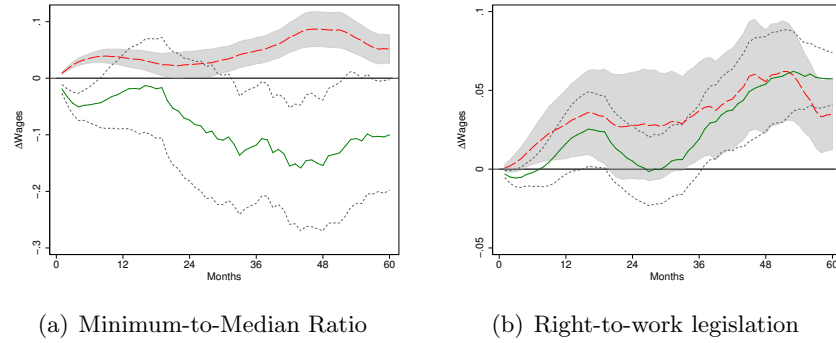 .1
0
-.1
-.2
-.3
ΔWages
0 12 24 36 48 60
Months
(a) Minimum-to-Median Ratio
.1
.05
0
-.05
ΔWages
0 12 24 36 48 60
Months
(b) Right-to-work legislation